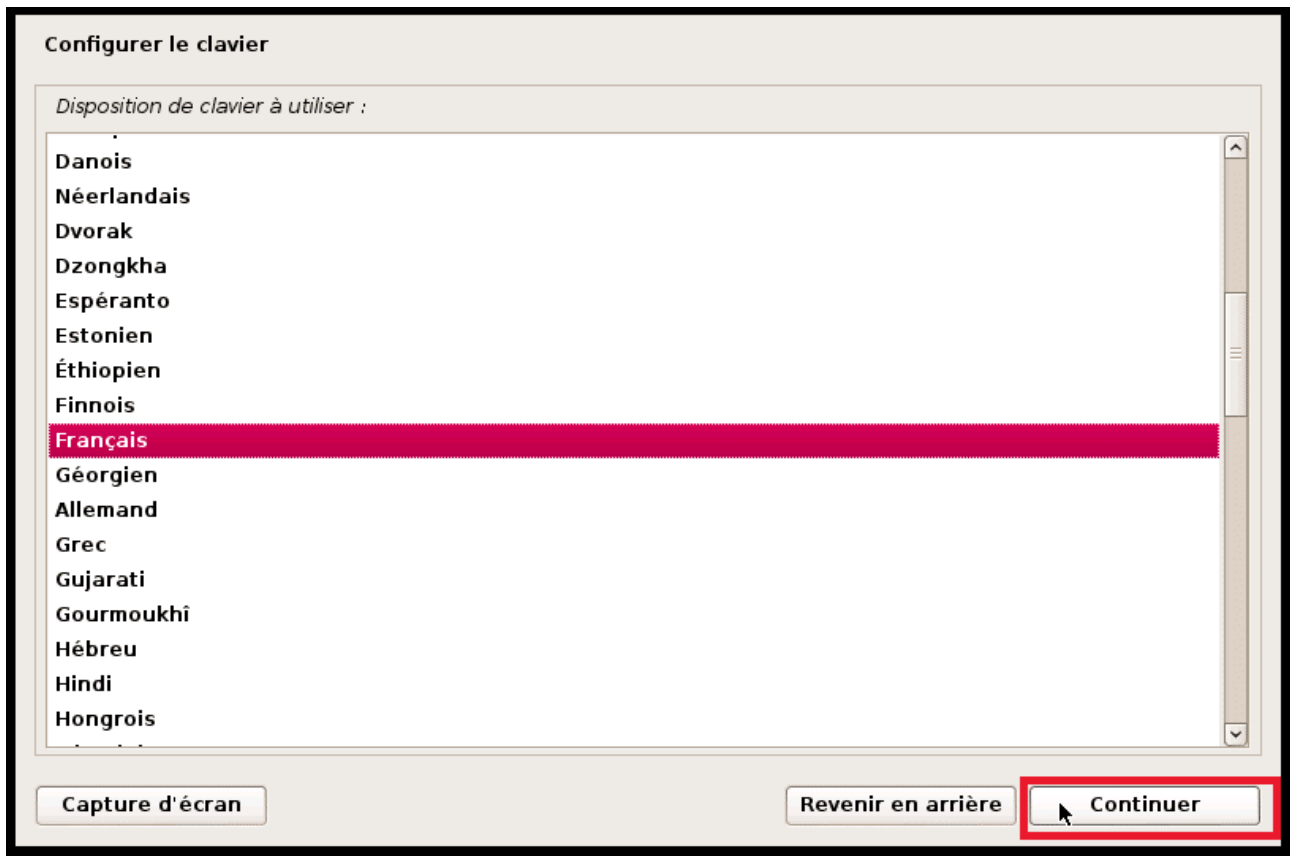 Configurer le clavier
Disposition de clavier à utiliser :
Danois
Néerlandais
Dvorak
Dzongkha
Espéranto
Estonien
Éthiopien
Finnois
Français
Géorgien
Allemand
Grec
Gujarati
Gourmoukhî
Hébreu
Hindi
Hongrois
Capture d'écran
Revenir en arrière
Continuer